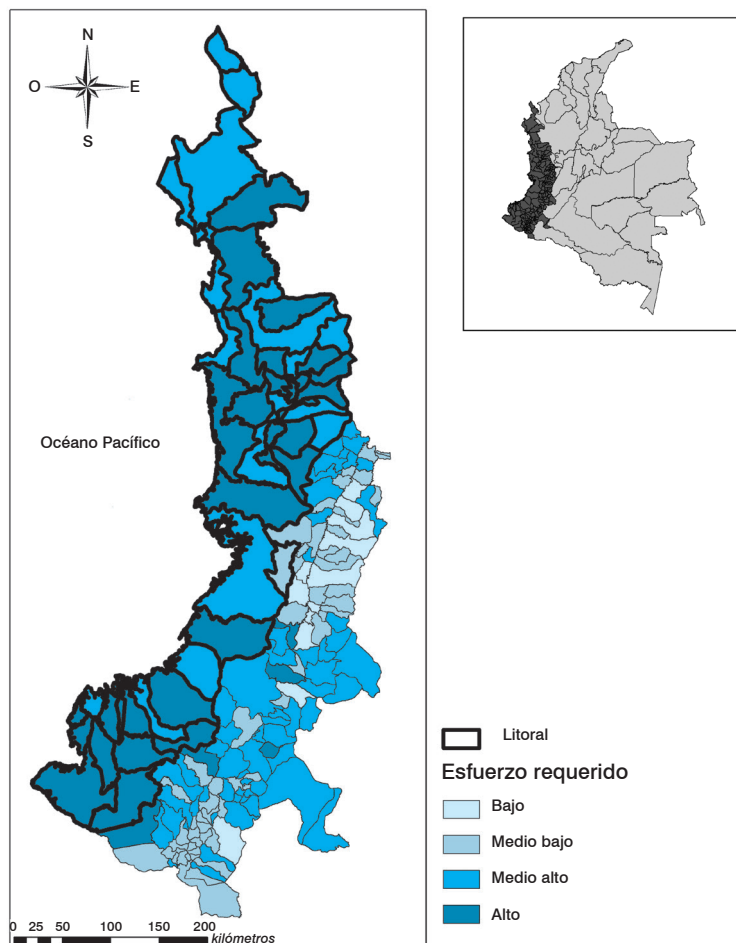 N
O E
S
Océano Pacífico
Litoral
Esfuerzo requerido
Bajo
Medio bajo
Medio alto
Alto
0 25 50 100 150 200
kilómetros